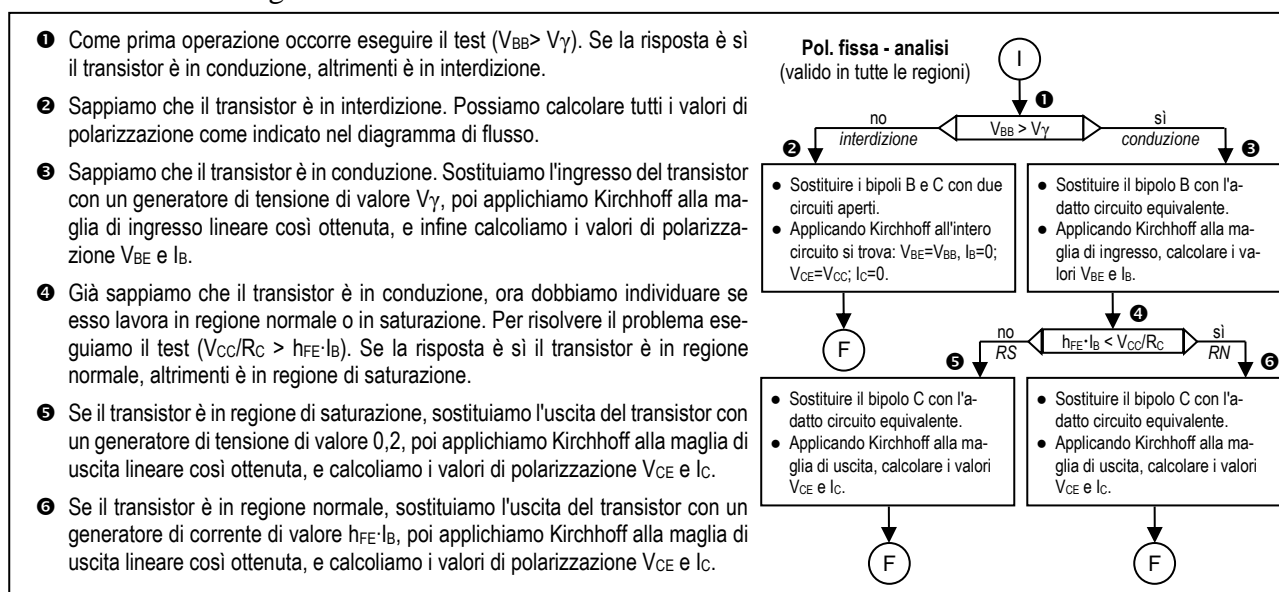 ❶ Come prima operazione occorre eseguire il test (VBB> Vγ). Se la risposta è sì
il transistor è in conduzione, altrimenti è in interdizione.
❷ Sappiamo che il transistor è in interdizione. Possiamo calcolare tutti i valori di
polarizzazione come indicato nel diagramma di flusso.
❸ Sappiamo che il transistor è in conduzione. Sostituiamo l'ingresso del transistor
con un generatore di tensione di valore Vγ, poi applichiamo Kirchhoff alla ma-
glia di ingresso lineare così ottenuta, e infine calcoliamo i valori di polarizza-
zione VBE e IB.
❹ Già sappiamo che il transistor è in conduzione, ora dobbiamo individuare se
esso lavora in regione normale o in saturazione. Per risolvere il problema ese-
guiamo il test (VCC/RC > hFE·IB). Se la risposta è sì il transistor è in regione
normale, altrimenti è in regione di saturazione.
❺ Se il transistor è in regione di saturazione, sostituiamo l'uscita del transistor con
un generatore di tensione di valore 0,2, poi applichiamo Kirchhoff alla maglia di
uscita lineare così ottenuta, e calcoliamo i valori di polarizzazione VCE e IC.
❻ Se il transistor è in regione normale, sostituiamo l'uscita del transistor con un
generatore di corrente di valore hFE·IB, poi applichiamo Kirchhoff alla maglia di
uscita lineare così ottenuta, e calcoliamo i valori di polarizzazione VCE e IC.
Pol. fissa - analisi
(valido in tutte le regioni)
I
❶
VBB > Vγ
no
interdizione
sì
conduzione
❷
● Sostituire i bipoli B e C con due
circuiti aperti.
● Applicando Kirchhoff all'intero
circuito si trova: VBE=VBB, IB=0;
VCE=VCC; IC=0.
F
❸
● Sostituire il bipolo B con l'a-
datto circuito equivalente.
● Applicando Kirchhoff alla ma-
glia di ingresso, calcolare i va-
lori VBE e IB.
❹
hFE·IB < VCC/RC
no
RS
sì
RN
❺
● Sostituire il bipolo C con l'a-
datto circuito equivalente.
● Applicando Kirchhoff alla ma-
glia di uscita, calcolare i valori
VCE e IC.
F
❻
● Sostituire il bipolo C con l'a-
datto circuito equivalente.
● Applicando Kirchhoff alla ma-
glia di uscita, calcolare i valori
VCE e IC.
F